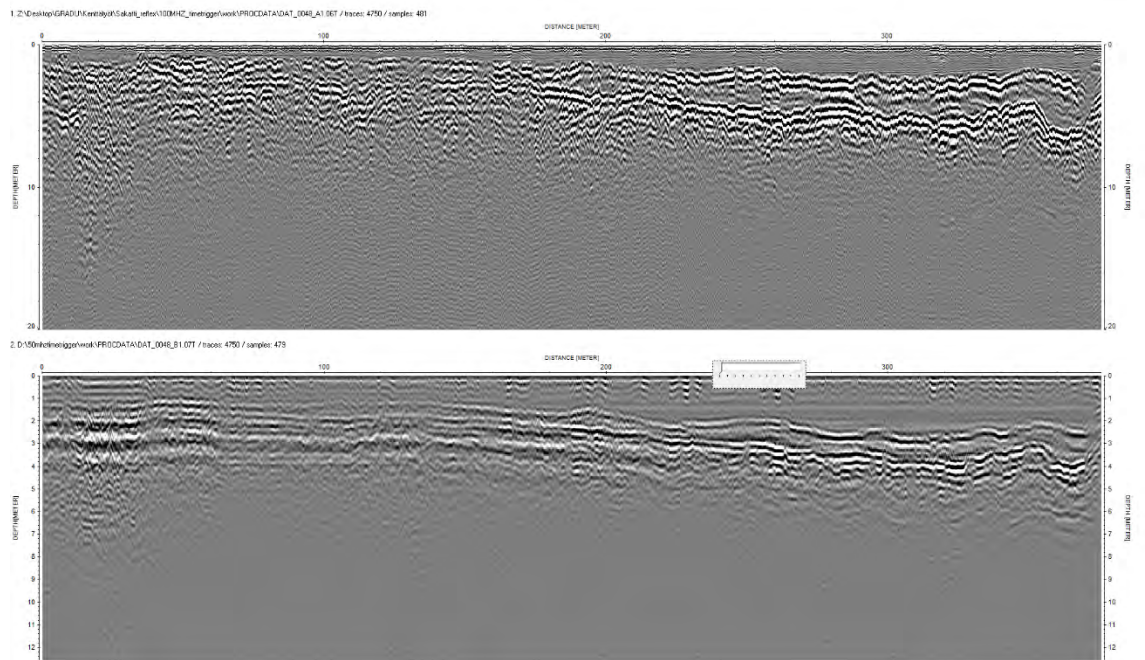 1. Z:\Desktop\GRADU\Kenttätyöt\Sakatti_reflex\100MHZ_timetrigger\work\PROCDATA\DAT_0048_A1.06T / traces: 4750 / samples: 481
DISTANCE [METER]
0 100 200 300
0 0
DEPTH[METER]
10 10
DEPTH [METER]
20 20
2. D:\50mhztimetrigger\work\PROCDATA\DAT_0048_B1.07T / traces: 4750 / samples: 479
DISTANCE [METER]
0 100 200 300
0 0
1 1
2 2
3 3
4 4
5 5
DEPTH[METER]
6 6
DEPTH [METER]
7 7
8 8
9 9
10 10
11 11
12 12